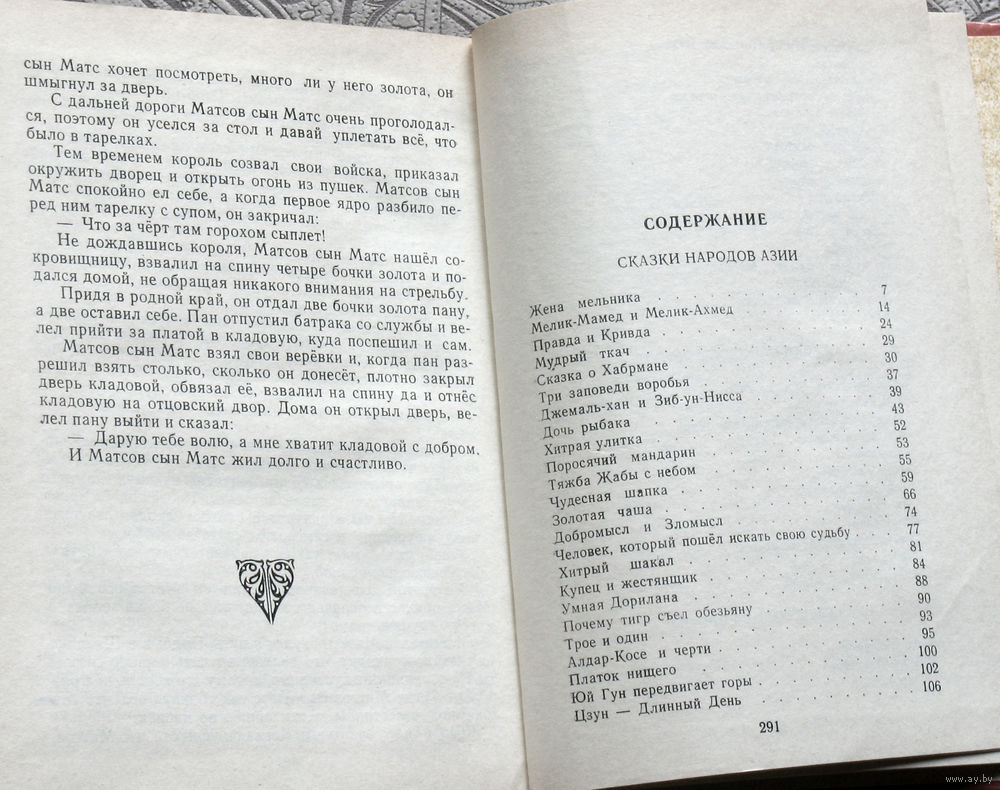 сын Матс хочет посмотреть, много ли у него золота, он
шмыгнул за дверь.
С дальней дороги Матсов сын Матс очень проголодал-
ся, поэтому он уселся за стол и давай уплетать всё, что
было в тарелках.
Тем временем король созвал свои войска, приказал
окружить дворец и открыть огонь из пушек. Матсов сын
Матс спокойно ел себе, а когда первое ядро разбило пе-
ред ним тарелку с супом, он закричал:
— Что за чёрт там горохом сыплет!
Не дождавшись короля, Матсов сын Матс нашёл со-
кровищницу, взвалил на спину четыре бочки золота и по-
дался домой, не обращая никакого внимания на стрельбу.
Придя в родной край, он отдал две бочки золота пану,
а две оставил себе. Пан отпустил батрака со службы и ве-
лел прийти за платой в кладовую, куда поспешил и сам.
Матсов сын Матс взял свои верёвки и, когда пан раз-
решил взять столько, сколько он донесёт, плотно закрыл
дверь кладовой, обвязал её, взвалил на спину да и отнёс
кладовую на отцовский двор. Дома он открыл дверь, ве-
лел пану выйти и сказал:
— Дарую тебе волю, а мне хватит кладовой с добром.
И Матсов сын Матс жил долго и счастливо.
СОДЕРЖАНИЕ
СКАЗКИ НАРОДОВ АЗИИ
Жена мельника . . . . . . . . . . 7
Мелик-Мамед и Мелик-Ахмед . . . . . . . 14
Правда и Кривда . . . . . . . . . . 24
Мудрый ткач . . . . . . . . . . 29
Сказка о Хабрмане . . . . . . . . . . 30
Три заповеди воробья . . . . . . . . . 37
Джемаль-хан и Зиб-ун-Нисса . . . . . . . 39
Дочь рыбака . . . . . . . . . . 43
Хитрая улитка . . . . . . . . . . 52
Поросячий мандарин . . . . . . . . . 53
Тяжба Жабы с небом . . . . . . . . . 55
Чудесная шапка . . . . . . . . . . 59
Золотая чаша . . . . . . . . . . 66
Добромысл и Зломысл . . . . . . . . 74
Человек, который пошёл искать свою судьбу . . . 77
Хитрый шакал . . . . . . . . . . 81
Купец и жестянщик . . . . . . . . . 84
Умная Дорилана . . . . . . . . . . 88
Почему тигр съел обезьяну . . . . . . . 90
Трое и один . . . . . . . . . . 93
Алдар-Косе и черти . . . . . . . . . 95
Платок нищего . . . . . . . . . . 100
Юй Гун передвигает горы . . . . . . . . 102
Цзун — Длинный День . . . . . . . . 106
291
www.ay.by